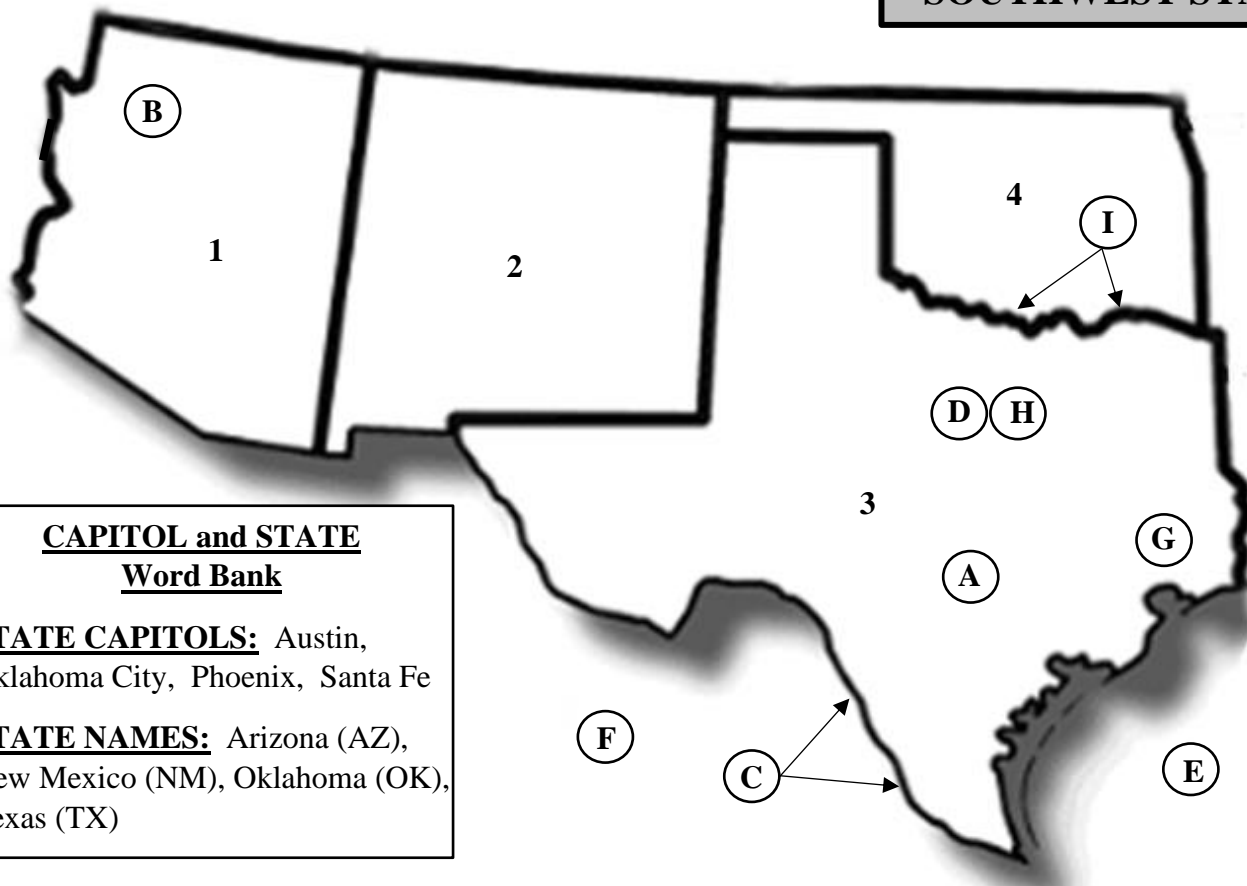 SOUTHWEST STA
B
4
I
1
2
D H
3
G
A
CAPITOL and STATE
Word Bank
TATE CAPITOLS: Austin,
klahoma City, Phoenix, Santa Fe
TATE NAMES: Arizona (AZ),
ew Mexico (NM), Oklahoma (OK),
exas (TX)
F
C
E